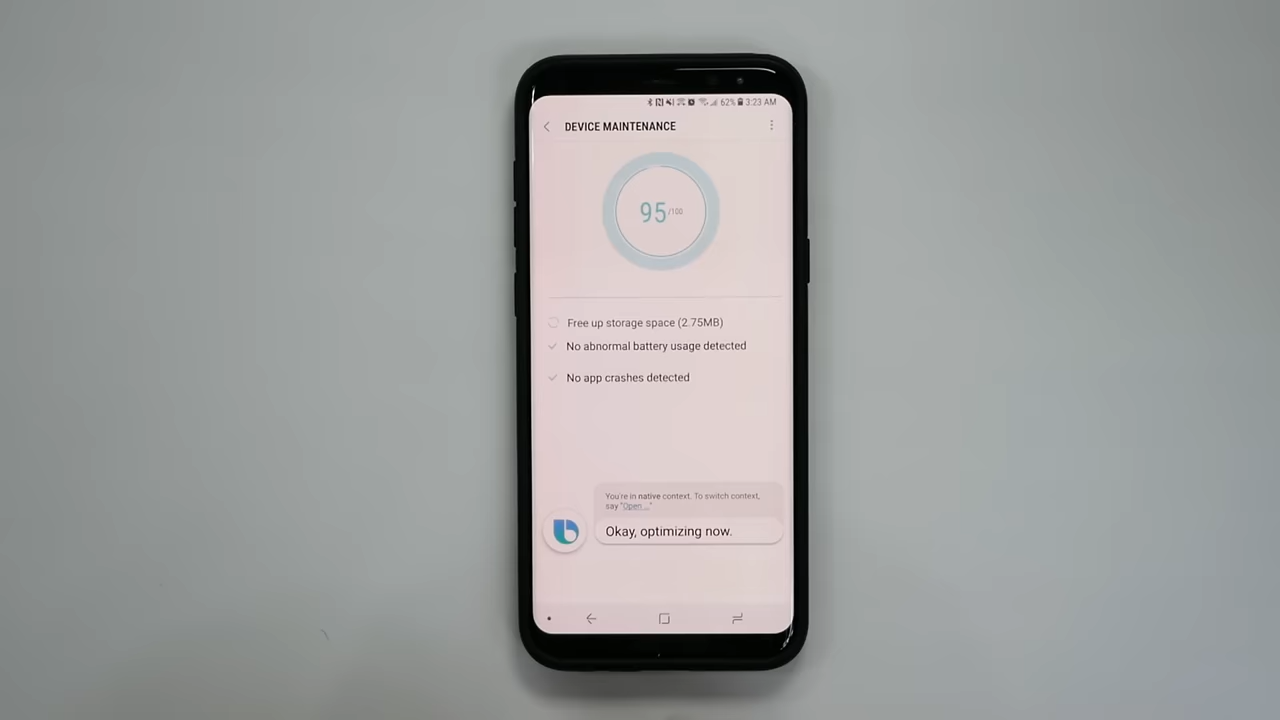 62% 3:23 AM
DEVICE MAINTENANCE
95/100
Free up storage space (2.75MB)
No abnormal battery usage detected
No app crashes detected
You're in native context. To switch context,
say "Open ..."
Okay, optimizing now.